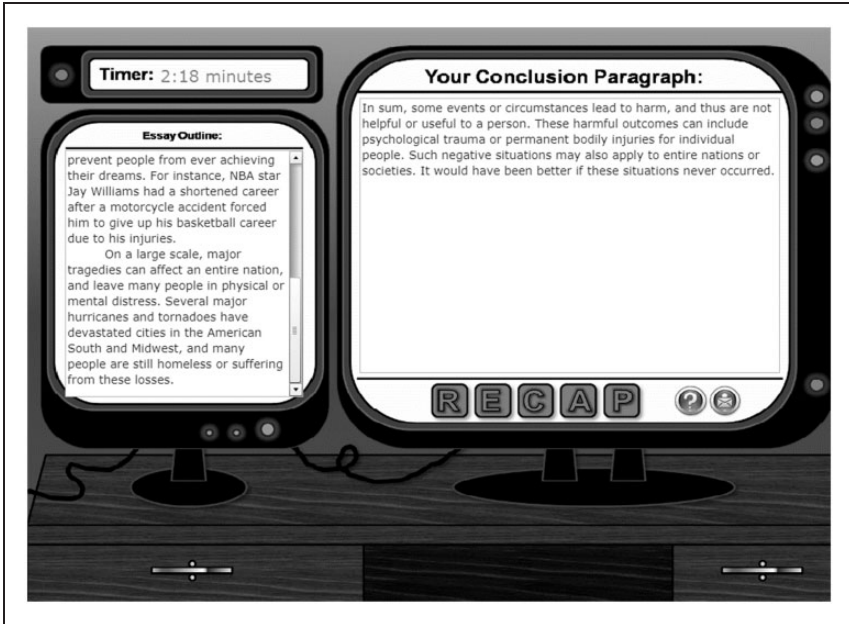 Timer: 2:18 minutes
Essay Outline:
prevent people from ever achieving
their dreams. For instance, NBA star
Jay Williams had a shortened career
after a motorcycle accident forced
him to give up his basketball career
due to his injuries.
On a large scale, major
tragedies can affect an entire nation,
and leave many people in physical or
mental distress. Several major
hurricanes and tornadoes have
devastated cities in the American
South and Midwest, and many
people are still homeless or suffering
from these losses.
Your Conclusion Paragraph:
In sum, some events or circumstances lead to harm, and thus are not
helpful or useful to a person. These harmful outcomes can include
psychological trauma or permanent bodily injuries for individual
people. Such negative situations may also apply to entire nations or
societies. It would have been better if these situations never occurred.
R E C A P ?